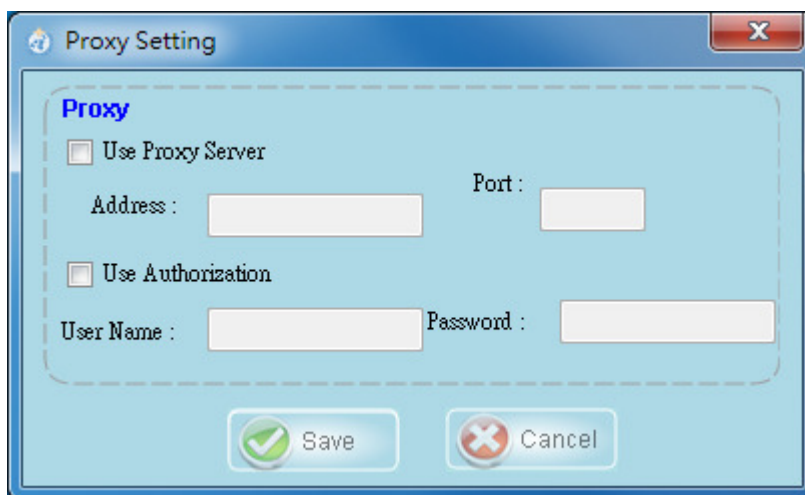 Proxy Setting
Proxy
Use Proxy Server
Address :
Port :
Use Authorization
User Name :
Password :
Save
Cancel